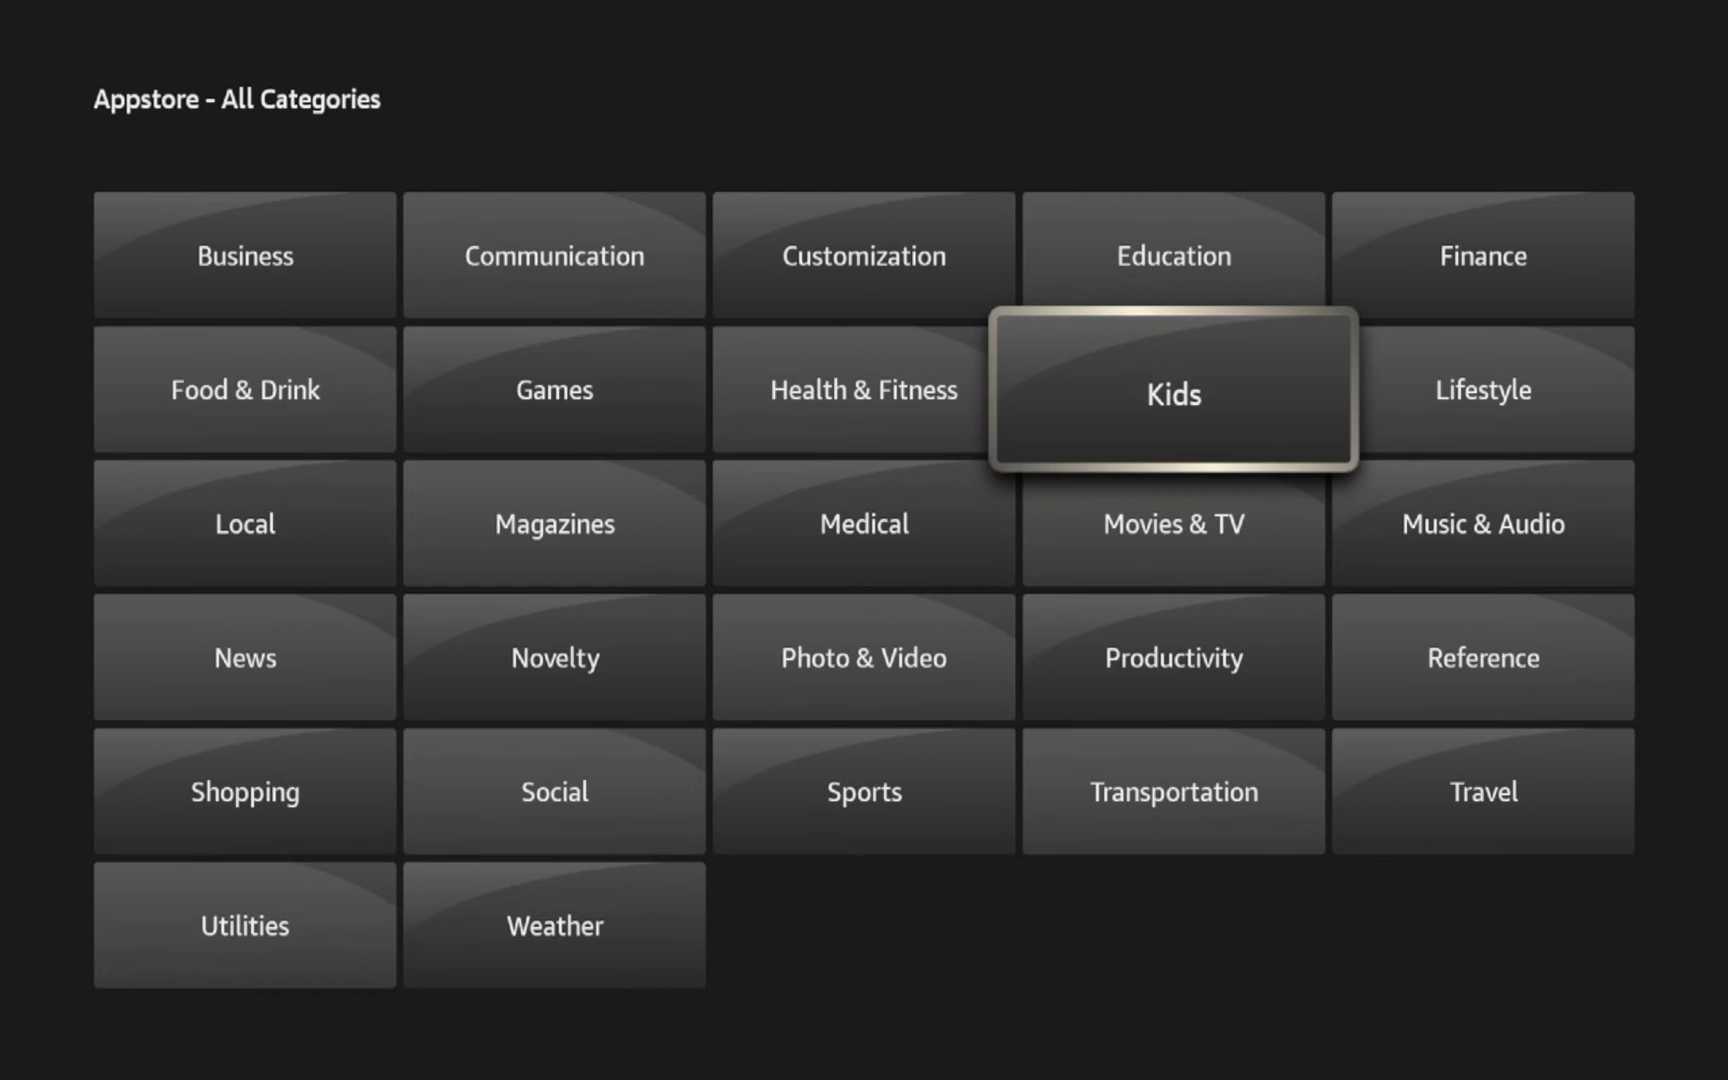 Appstore - All Categories
Business
Communication
Customization
Education
Finance
Food & Drink
Games
Health & Fitness
Kids
Lifestyle
Local
Magazines
Medical
Movies & TV
Music & Audio
News
Novelty
Photo & Video
Productivity
Reference
Shopping
Social
Sports
Transportation
Travel
Utilities
Weather